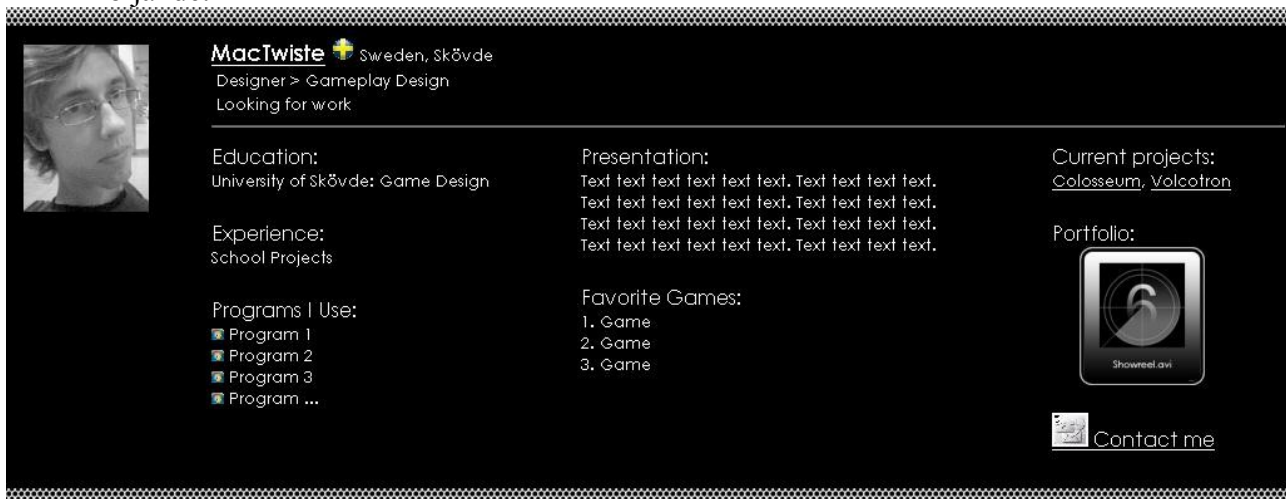 MacTwiste Sweden, Skövde
Designer > Gameplay Design
Looking for work
Education:
University of Skövde: Game Design
Experience:
School Projects
Programs I Use:
Program 1
Program 2
Program 3
Program ...
Presentation:
Text text text text text text. Text text text text.
Text text text text text text. Text text text text.
Text text text text text text. Text text text text.
Text text text text text text. Text text text text.
Favorite Games:
1. Game
2. Game
3. Game
Current projects:
Colosseum, Volcotron
Portfolio:
6
Showreel.avi
Contact me